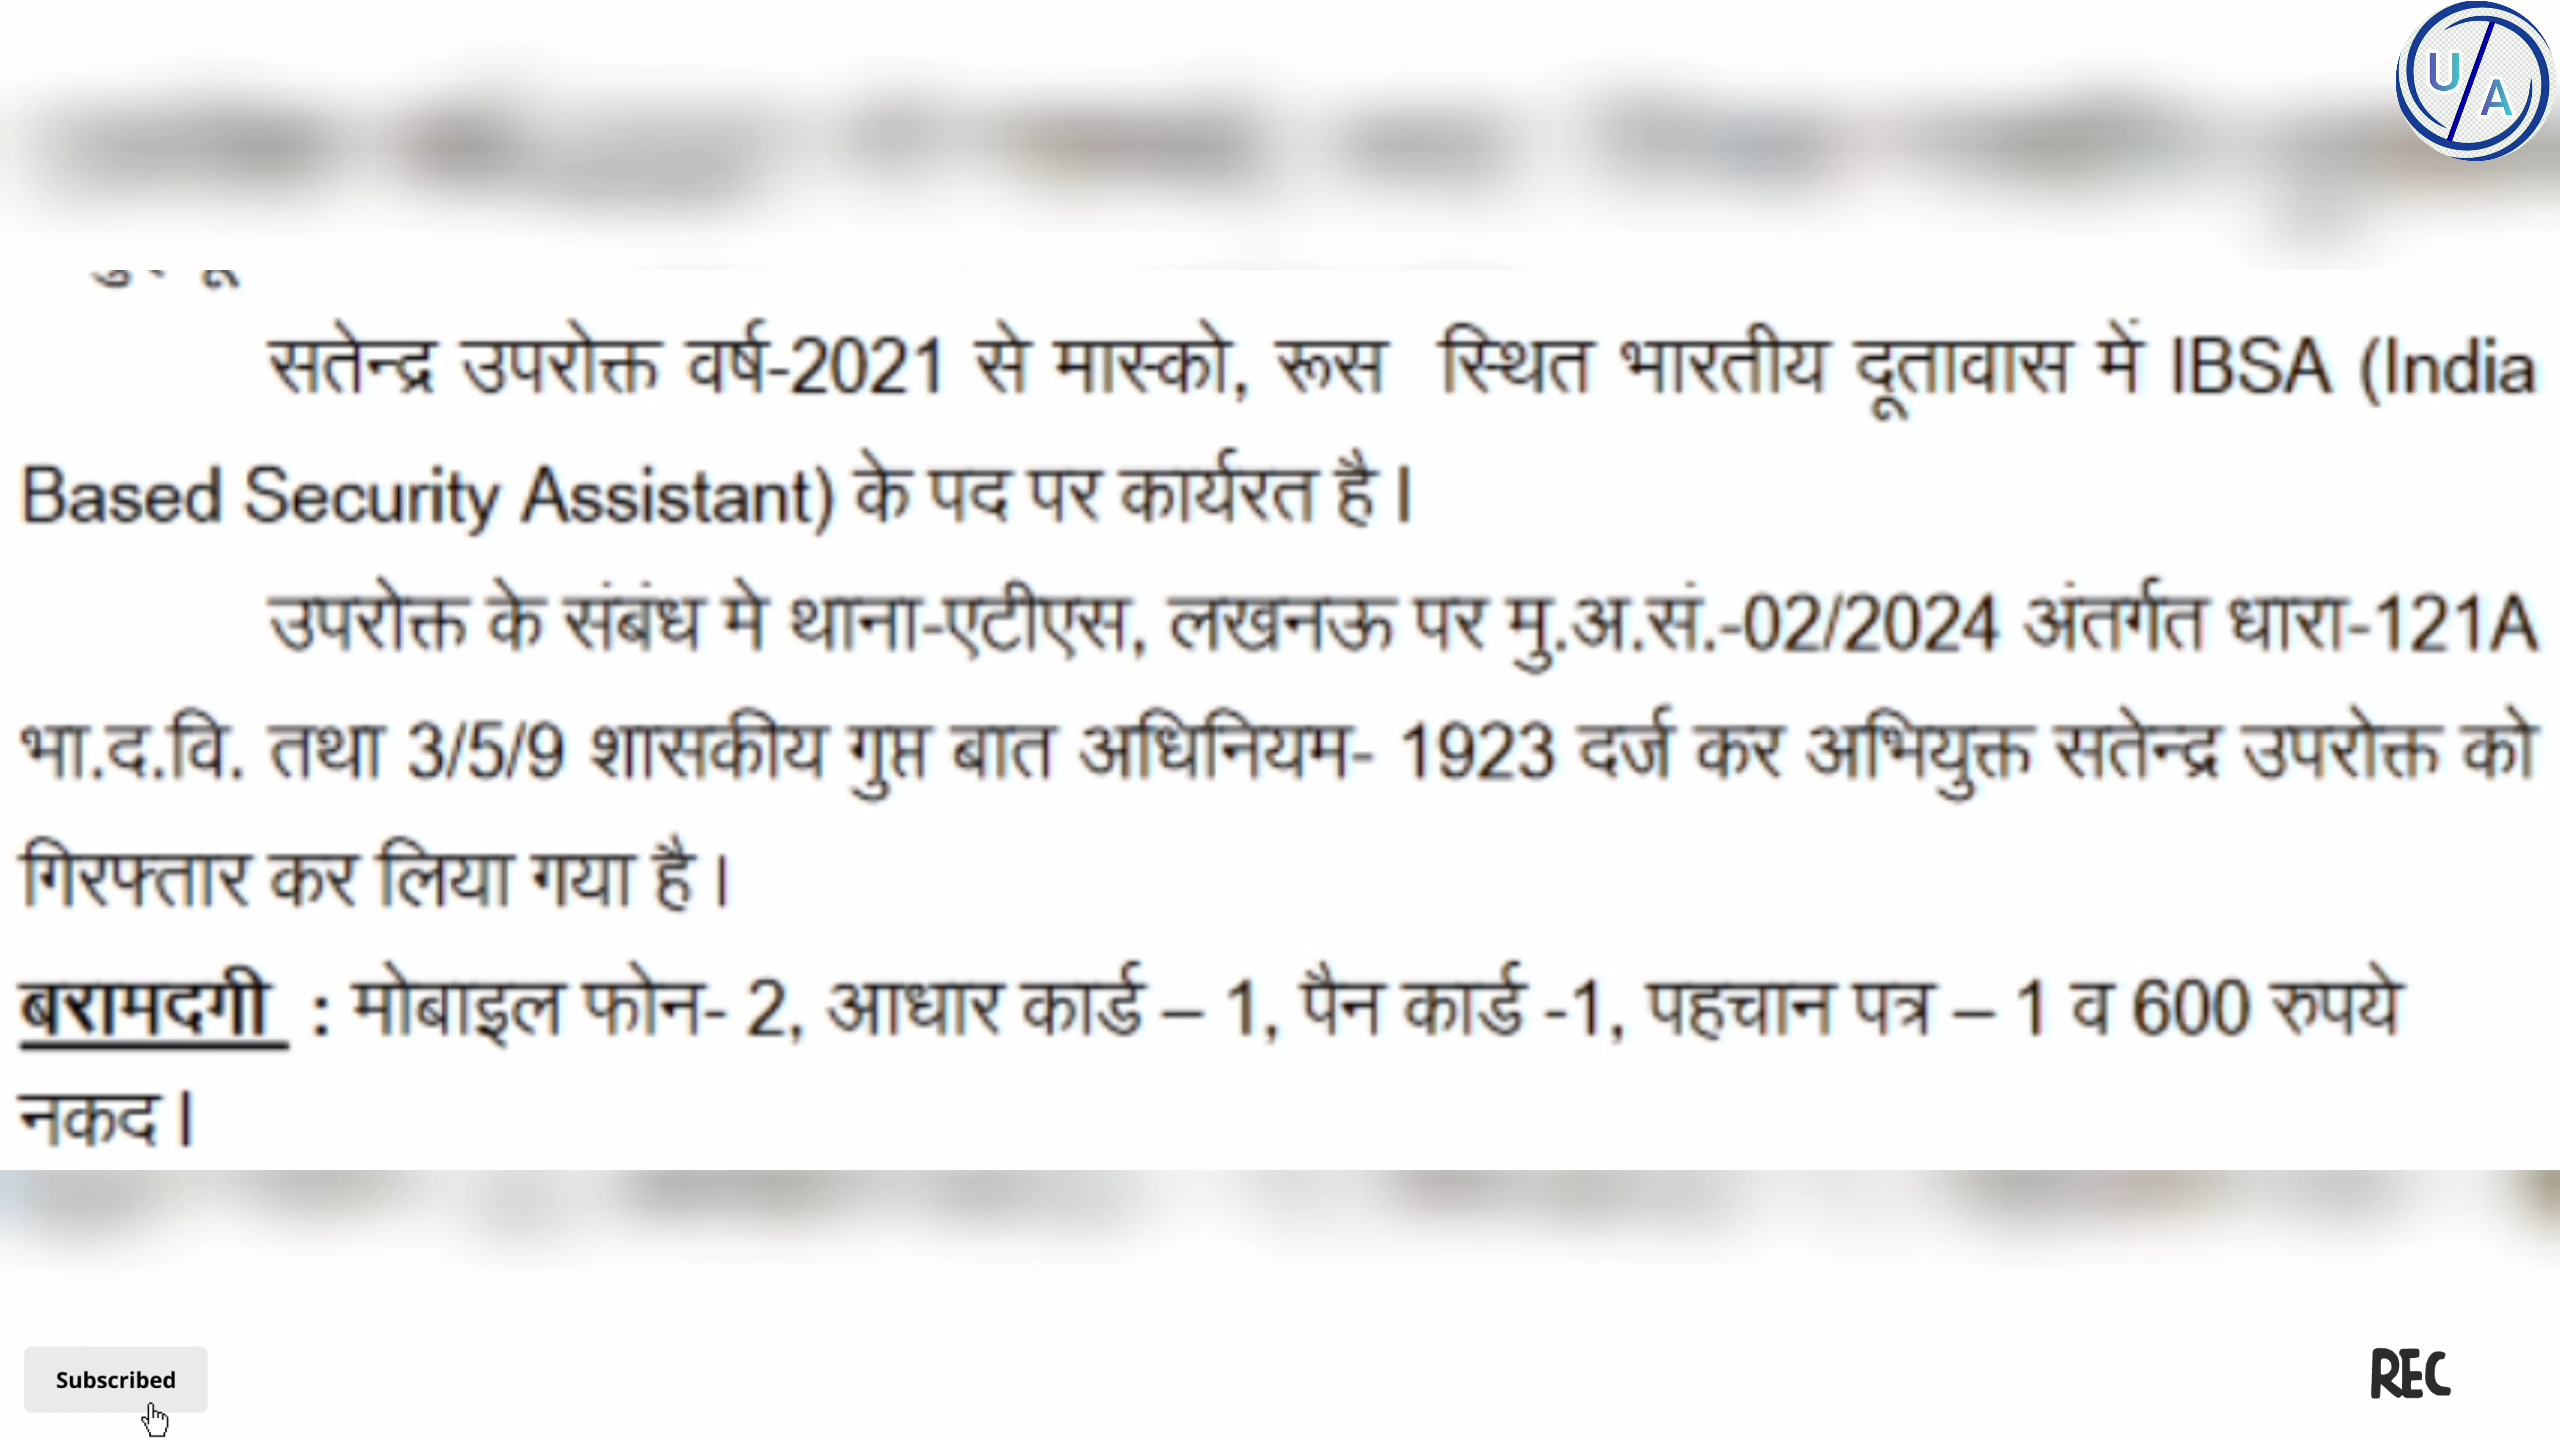 U/A
सतेन्द्र उपरोक्त वर्ष-2021 से मास्को, रूस स्थित भारतीय दूतावास में IBSA (India
Based Security Assistant) के पद पर कार्यरत है।
उपरोक्त के संबंध मे थाना-एटीएस, लखनऊ पर मु.अ.सं.-02/2024 अंतर्गत धारा-121A
भा.द.वि. तथा 3/5/9 शासकीय गुप्त बात अधिनियम- 1923 दर्ज कर अभियुक्त सतेन्द्र उपरोक्त को
गिरफ्तार कर लिया गया है।
बरामदगी : मोबाइल फोन- 2, आधार कार्ड – 1, पैन कार्ड -1, पहचान पत्र – 1 व 600 रुपये
नकद।
Subscribed
REC